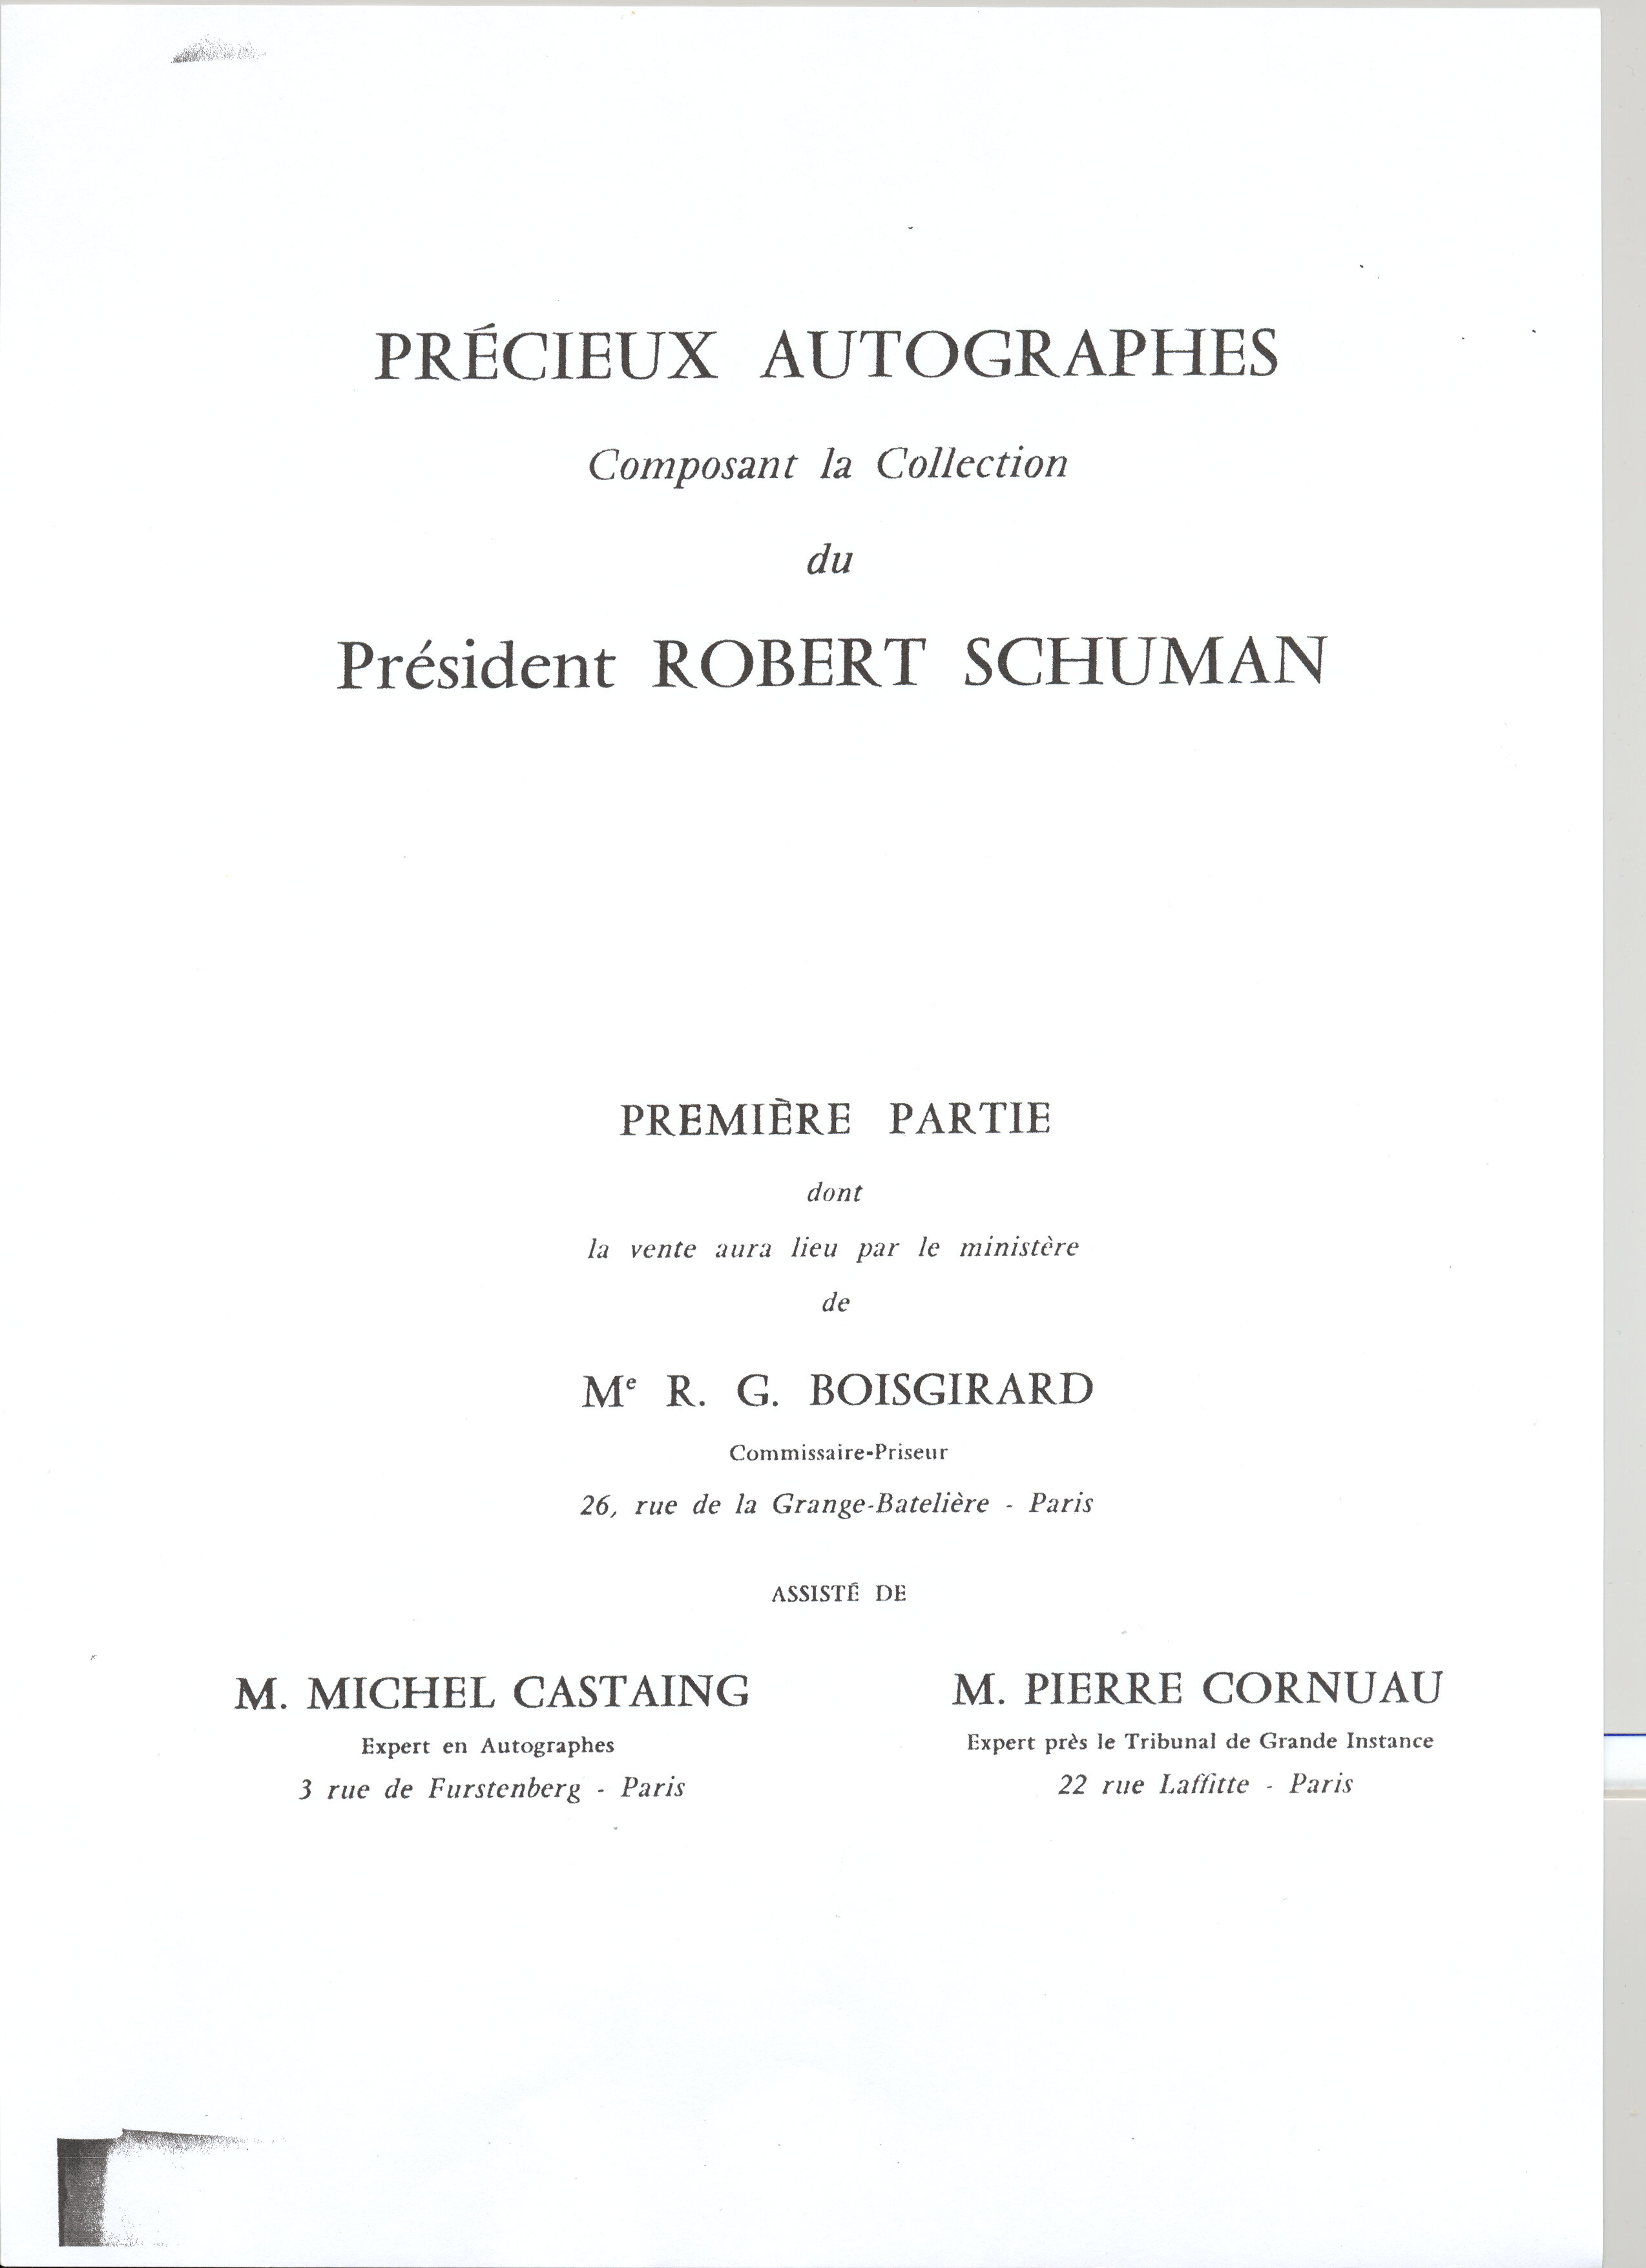 PRÉCIEUX AUTOGRAPHES
Composant la Collection
du
Président ROBERT SCHUMAN
PREMIÈRE PARTIE
dont
la vente aura lieu par le ministère
de
Me R. G. BOISGIRARD
Commissaire-Priseur
26, rue de la Grange-Batelière - Paris
ASSISTÉ DE
M. MICHEL CASTAING
Expert en Autographes
3 rue de Furstenberg - Paris
M. PIERRE CORNUAU
Expert près le Tribunal de Grande Instance
22 rue Laffitte - Paris